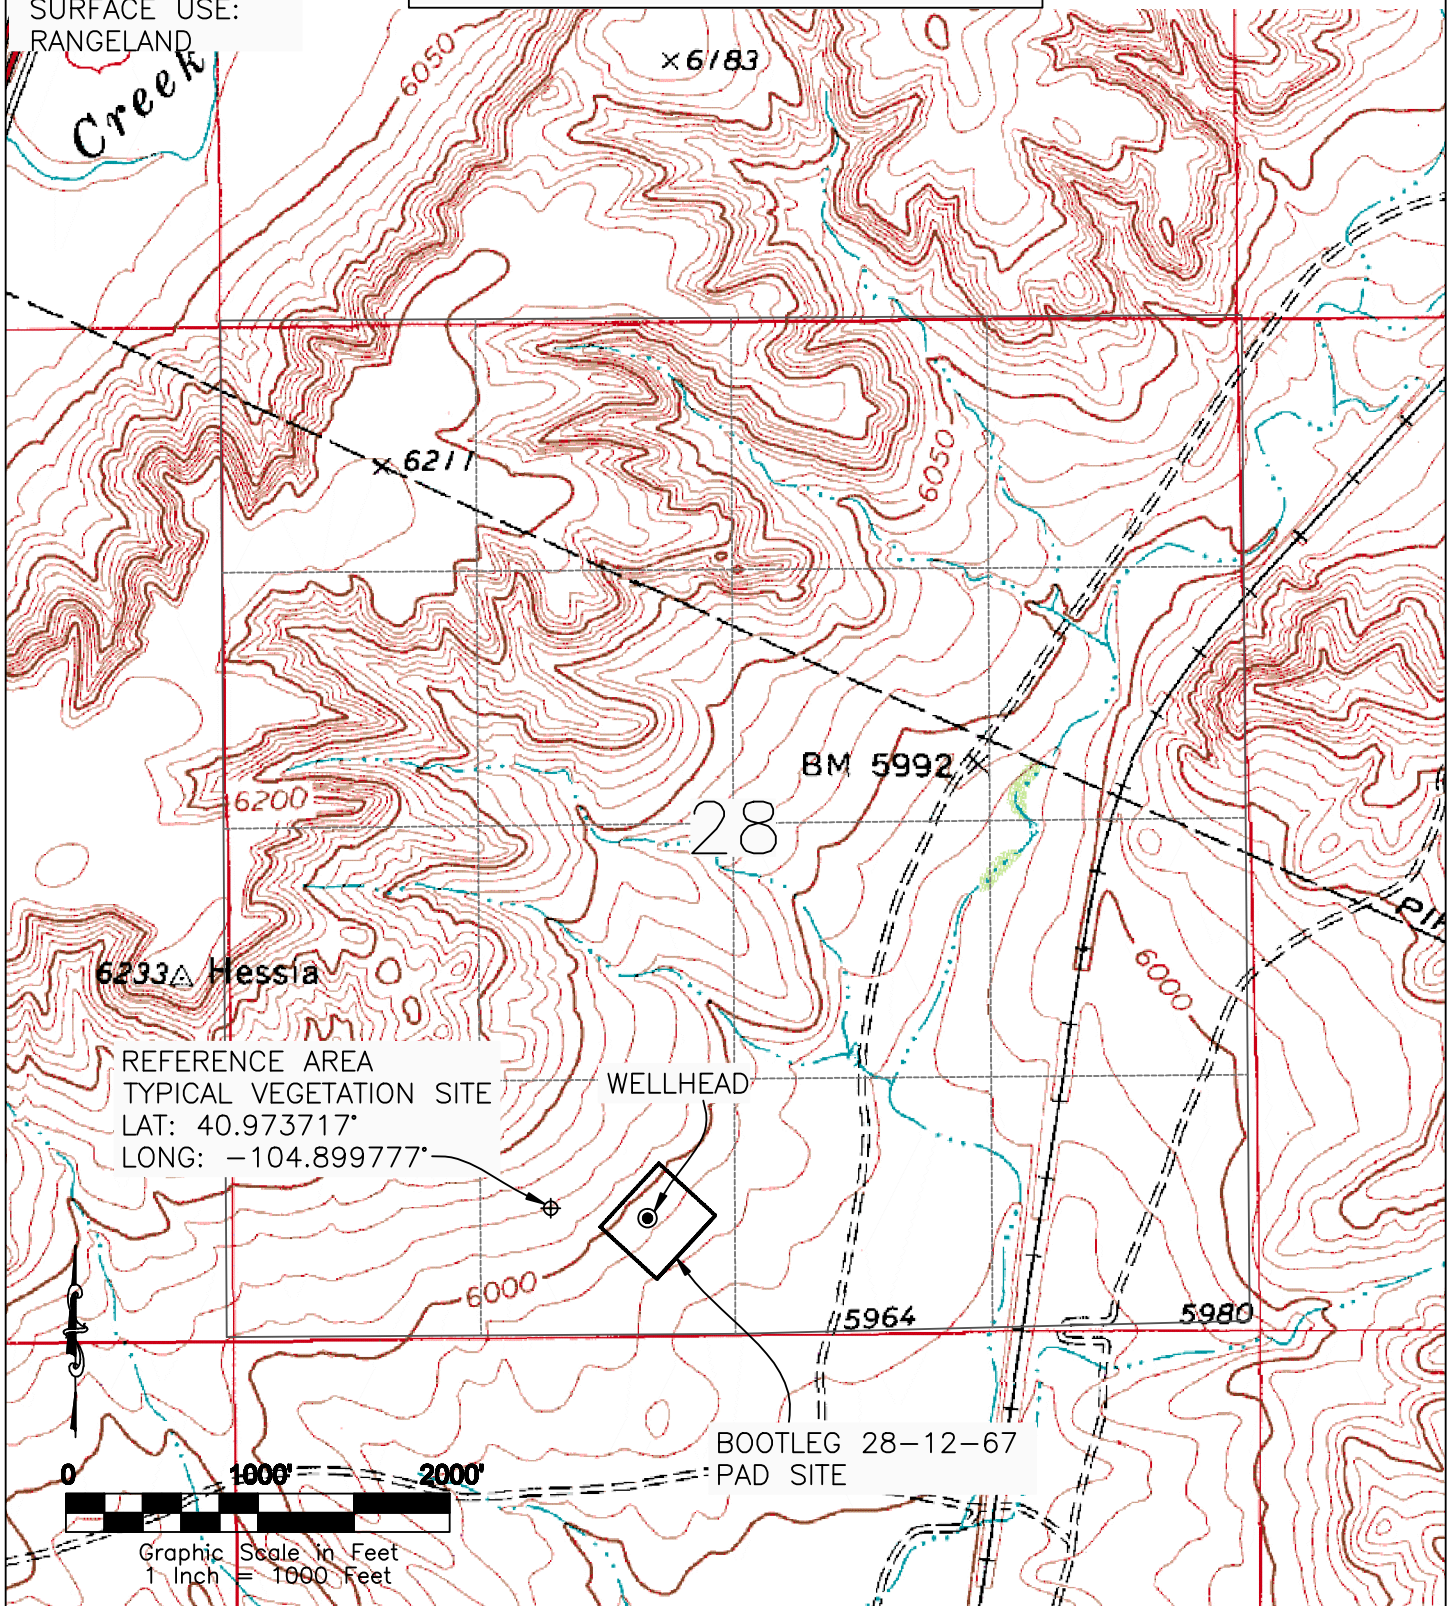 SURFACE USE:
RANGELAND
Creek
6050
6183
6211
6050
BM 5992
28
6200
6233 Hessia
6000
REFERENCE AREA
TYPICAL VEGETATION SITE
LAT: 40.973717°
LONG: -104.899777°
WELLHEAD
6000
5964
5980
BOOTLEG 28-12-67
PAD SITE
0 1000' 2000'
Graphic Scale in Feet
1 Inch = 1000 Feet